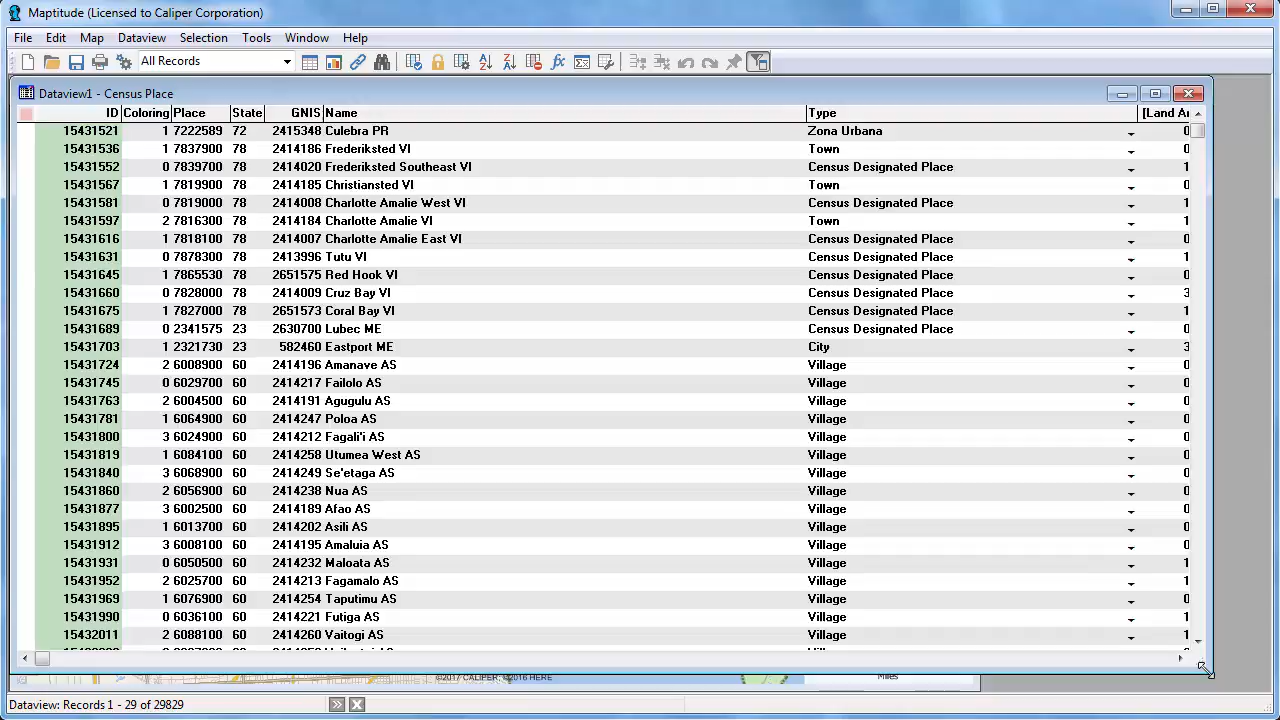 Maptitude (Licensed to Caliper Corporation)
File Edit Map Dataview Selection Tools Window Help
All Records
Dataview1 - Census Place
ID Coloring Place State GNIS Name Type [Land Ar
15431521 1 7222589 72 2415348 Culebra PR Zona Urbana 0
15431536 1 7837900 78 2414186 Frederiksted VI Town 0
15431552 0 7839700 78 2414020 Frederiksted Southeast VI Census Designated Place 1
15431567 1 7819900 78 2414185 Christiansted VI Town 0
15431581 0 7819000 78 2414008 Charlotte Amalie West VI Census Designated Place 1
15431597 2 7816300 78 2414184 Charlotte Amalie VI Town 1
15431616 1 7818100 78 2414007 Charlotte Amalie East VI Census Designated Place 0
15431631 0 7878300 78 2413996 Tutu VI Census Designated Place 1
15431645 1 7865530 78 2651575 Red Hook VI Census Designated Place 0
15431660 0 7828000 78 2414009 Cruz Bay VI Census Designated Place 3
15431675 1 7827000 78 2651573 Coral Bay VI Census Designated Place 1
15431689 0 2341575 23 2630700 Lubec ME Census Designated Place 0
15431703 1 2321730 23 582460 Eastport ME City 3
15431724 2 6008900 60 2414196 Amanave AS Village 0
15431745 0 6029700 60 2414217 Failolo AS Village 0
15431763 2 6004500 60 2414191 Agugulu AS Village 0
15431781 1 6064900 60 2414247 Poloa AS Village 0
15431800 3 6024900 60 2414212 Fagali'i AS Village 0
15431819 1 6084100 60 2414258 Utumea West AS Village 0
15431840 3 6068900 60 2414249 Se'etaga AS Village 0
15431860 2 6056900 60 2414238 Nua AS Village 0
15431877 3 6002500 60 2414189 Afao AS Village 0
15431895 1 6013700 60 2414202 Asili AS Village 0
15431912 3 6008100 60 2414195 Amaluia AS Village 0
15431931 0 6050500 60 2414232 Maloata AS Village 1
15431952 2 6025700 60 2414213 Fagamalo AS Village 1
15431969 1 6076900 60 2414254 Taputimu AS Village 0
15431990 0 6036100 60 2414221 Futiga AS Village 1
15432011 2 6088100 60 2414260 Vaitogi AS Village 1
©2017 CALIPER; ©2016 HERE Miles
Dataview: Records 1 - 29 of 29829